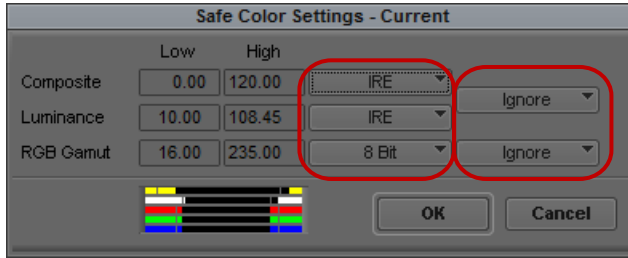 Safe Color Settings - Current
Low High
Composite 0.00 120.00 IRE
Ignore
Luminance 10.00 108.45 IRE
RGB Gamut 16.00 235.00 8 Bit Ignore
OK Cancel